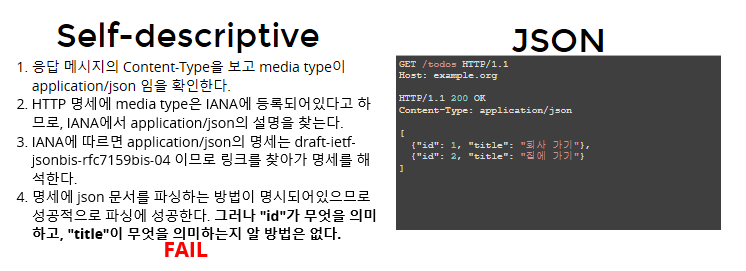 Self-descriptive
1. 응답 메시지의 Content-Type을 보고 media type이
application/json 임을 확인한다.
2. HTTP 명세에 media type은 IANA에 등록되어있다고 하
므로, IANA에서 application/json의 설명을 찾는다.
3. IANA에 따르면 application/json의 명세는 draft-ietf-
jsonbis-rfc7159bis-04 이므로 링크를 찾아가 명세를 해
석한다.
4. 명세에 json 문서를 파싱하는 방법이 명시되어있으므로
성공적으로 파싱에 성공한다. 그러나 "id"가 무엇을 의미
하고, "title"이 무엇을 의미하는지 알 방법은 없다.
FAIL
JSON
GET /todos HTTP/1.1
Host: example.org
HTTP/1.1 200 OK
Content-Type: application/json
[
{"id": 1, "title": "회사 가기"},
{"id": 2, "title": "집에 가기"}
]